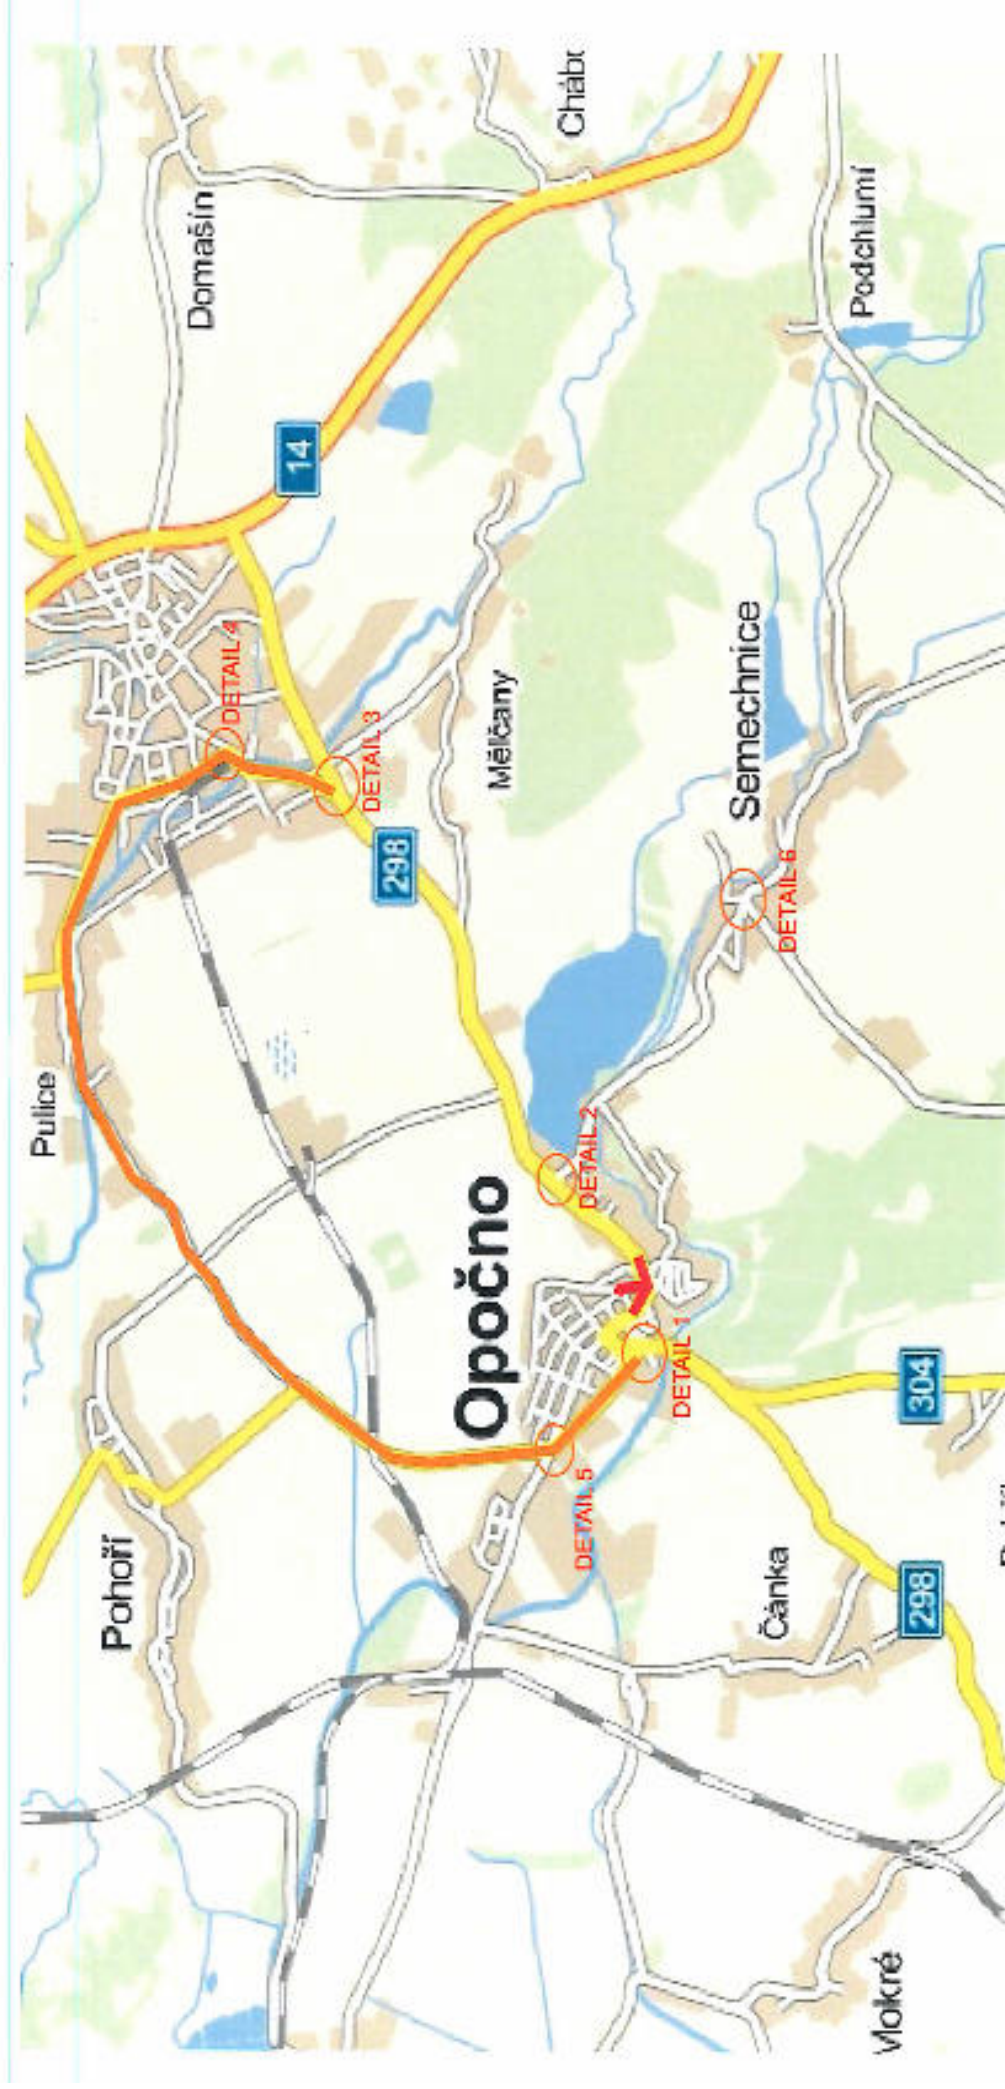 Pulice
Pohoří
Domašín
DETAIL 4
14
DETAIL 3
298
Opočno
Mělčany
Cháb
DETAIL 5
DETAIL 2
DETAIL 1
Semechnice
Čánka
DETAIL 6
Podchlumí
Mokré
298
304